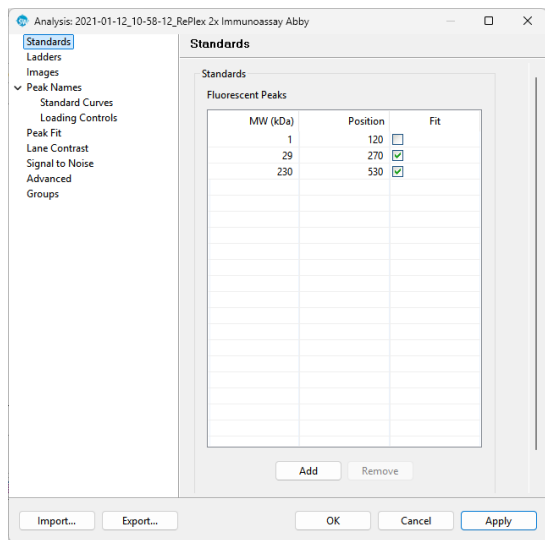 Analysis: 2021-01-12_10-58-12_RePlex 2x Immunoassay Abby
Standards
Ladders
Images
Peak Names
Standard Curves
Loading Controls
Peak Fit
Lane Contrast
Signal to Noise
Advanced
Groups
Standards
Standards
Fluorescent Peaks
MW (kDa) Position Fit
1 120
29 270
230 530
Add Remove
Import... Export... OK Cancel Apply